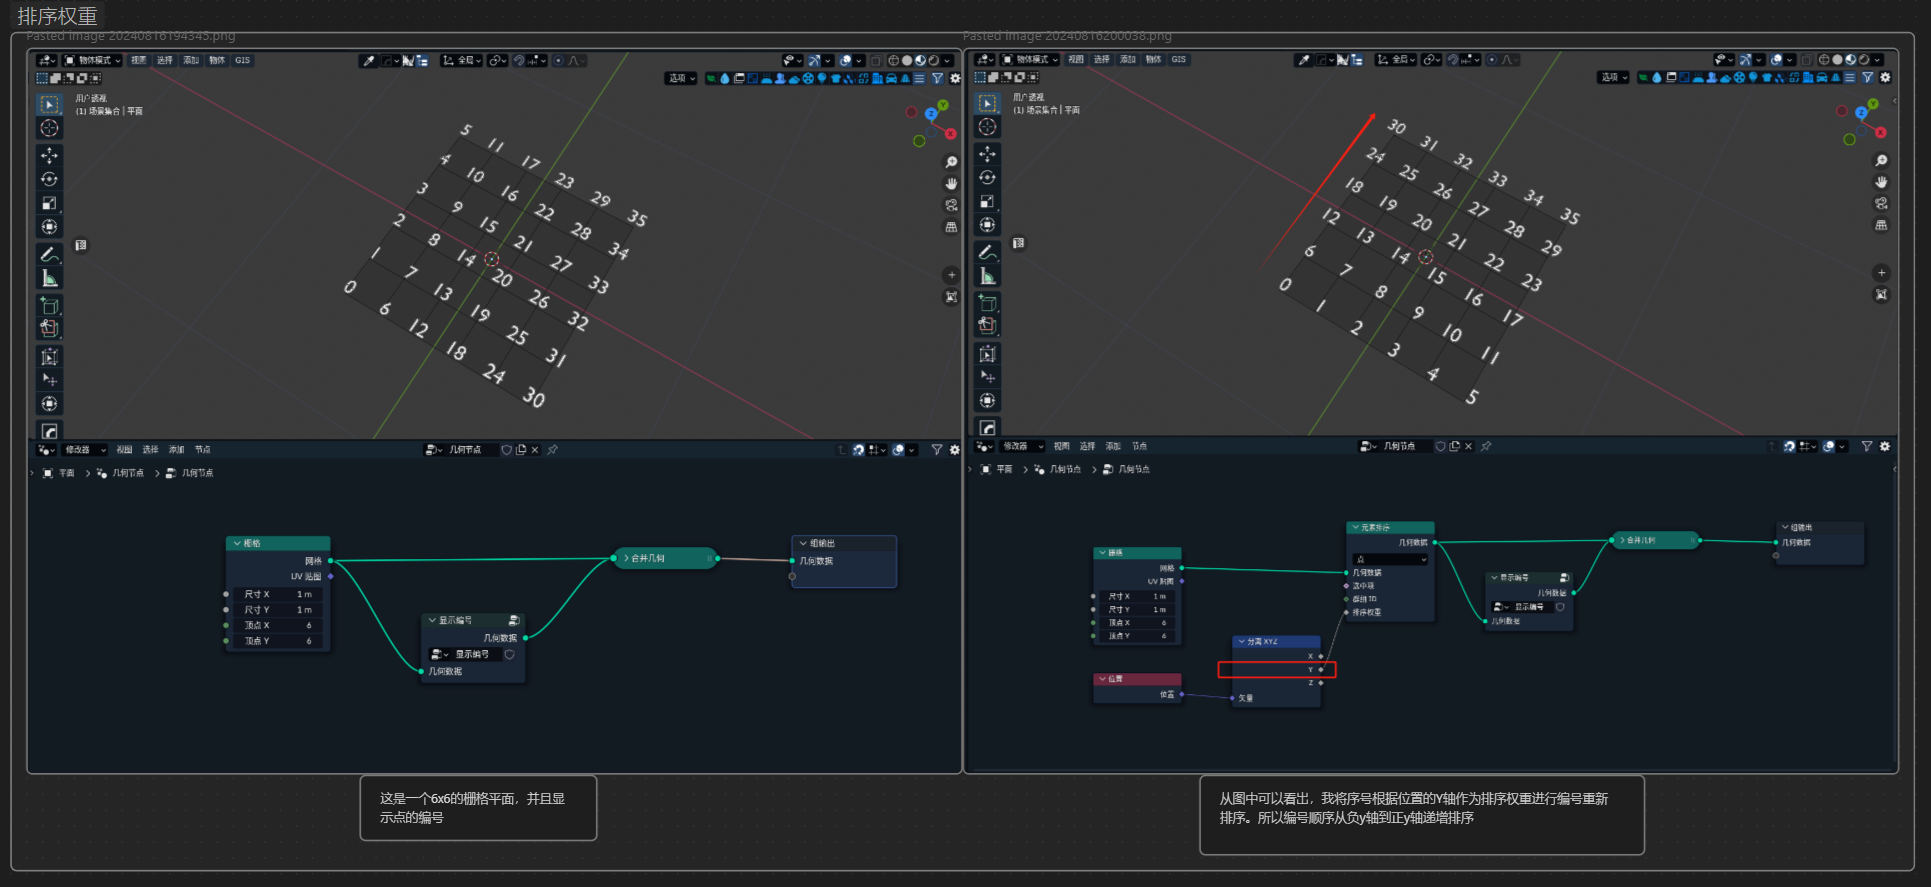 排序权重
Pasted image 20240816194345.png
物体模式 视图 选择 添加 物体 GIS
全局
选项
用户透视
(1) 场景集合 | 平面
5 11 17 23 29 35
4 10 16 22 28 34
3 9 15 21 27 33
2 8 14 20 26 32
1 7 13 19 25 31
0 6 12 18 24 30
修改器 视图 选择 添加 节点
几何节点
平面 > 几何节点 > 几何节点
栅格
网格
UV 贴图
尺寸 X 1 m
尺寸 Y 1 m
顶点 X 6
顶点 Y 6
显示编号
几何数据
显示编号
几何数据
合并几何
组输出
几何数据
这是一个6x6的栅格平面，并且显
示点的编号
Pasted image 20240816200038.png
物体模式 视图 选择 添加 物体 GIS
全局
选项
用户透视
(1) 场景集合 | 平面
30 31 32 33 34 35
24 25 26 27 28 29
18 19 20 21 22 23
12 13 14 15 16 17
6 7 8 9 10 11
0 1 2 3 4 5
修改器 视图 选择 添加 节点
几何节点
平面 > 几何节点 > 几何节点
栅格
网格
UV 贴图
尺寸 X 1 m
尺寸 Y 1 m
顶点 X 6
顶点 Y 6
位置
位置
分离 XYZ
X
Y
Z
矢量
元素排序
几何数据
点
几何数据
选中项
群组 ID
排序权重
显示编号
几何数据
显示编号
几何数据
合并几何
组输出
几何数据
从图中可以看出，我将序号根据位置的Y轴作为排序权重进行编号重新
排序。所以编号顺序从负y轴到正y轴递增排序